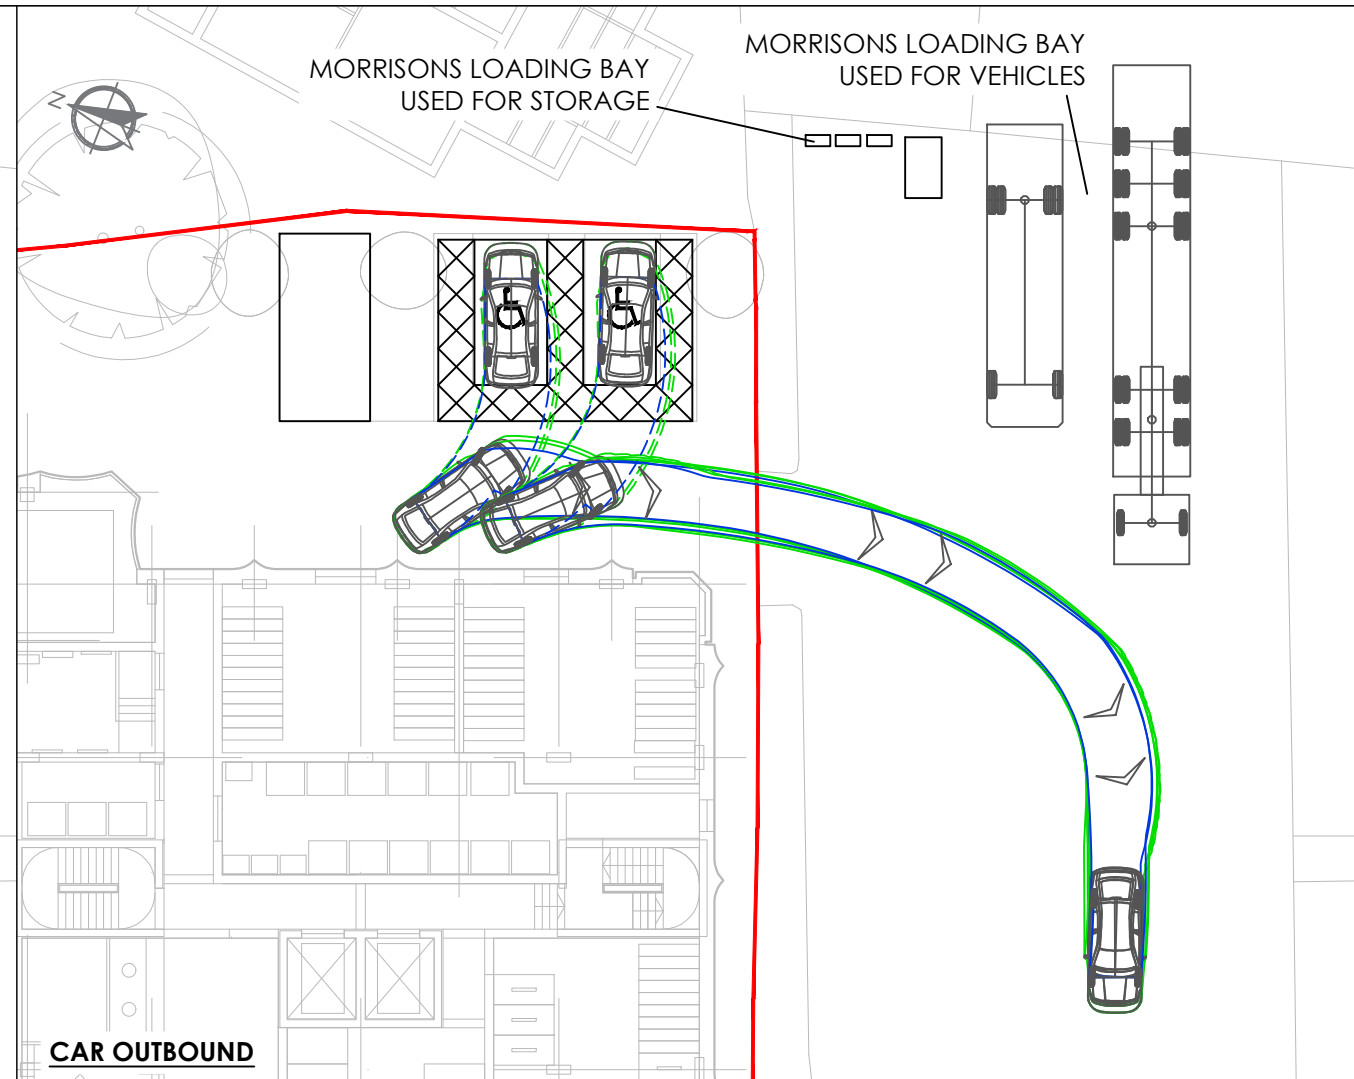 MORRISONS LOADING BAY
USED FOR STORAGE
MORRISONS LOADING BAY
USED FOR VEHICLES
N
CAR OUTBOUND